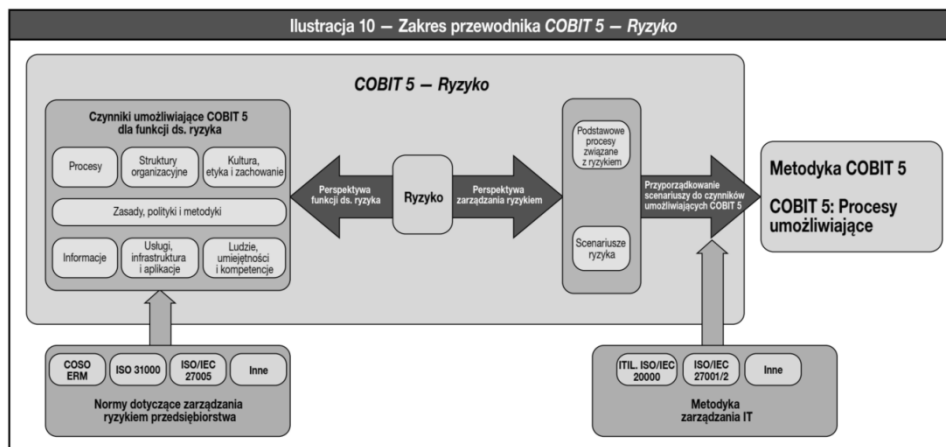 Ilustracja 10 — Zakres przewodnika COBIT 5 — Ryzyko
COBIT 5 — Ryzyko
Czynniki umożliwiające COBIT 5
dla funkcji ds. ryzyka
Procesy
Struktury
organizacyjne
Kultura,
etyka i zachowanie
Zasady, polityki i metodyki
Informacje
Usługi,
infrastruktura
i aplikacje
Ludzie,
umiejętności
i kompetencje
Perspektywa
funkcji ds. ryzyka
Ryzyko
Perspektywa
zarządzania ryzykiem
Podstawowe
procesy
związane
z ryzykiem
Scenariusze
ryzyka
Przyporządkowanie
scenariuszy do czynników
umożliwiających COBIT 5
Metodyka COBIT 5
COBIT 5: Procesy
umożliwiające
COSO
ERM
ISO 31000
ISO/IEC
27005
Inne
Normy dotyczące zarządzania
ryzykiem przedsiębiorstwa
ITIL. ISO/IEC
20000
ISO/IEC
27001/2
Inne
Metodyka
zarządzania IT